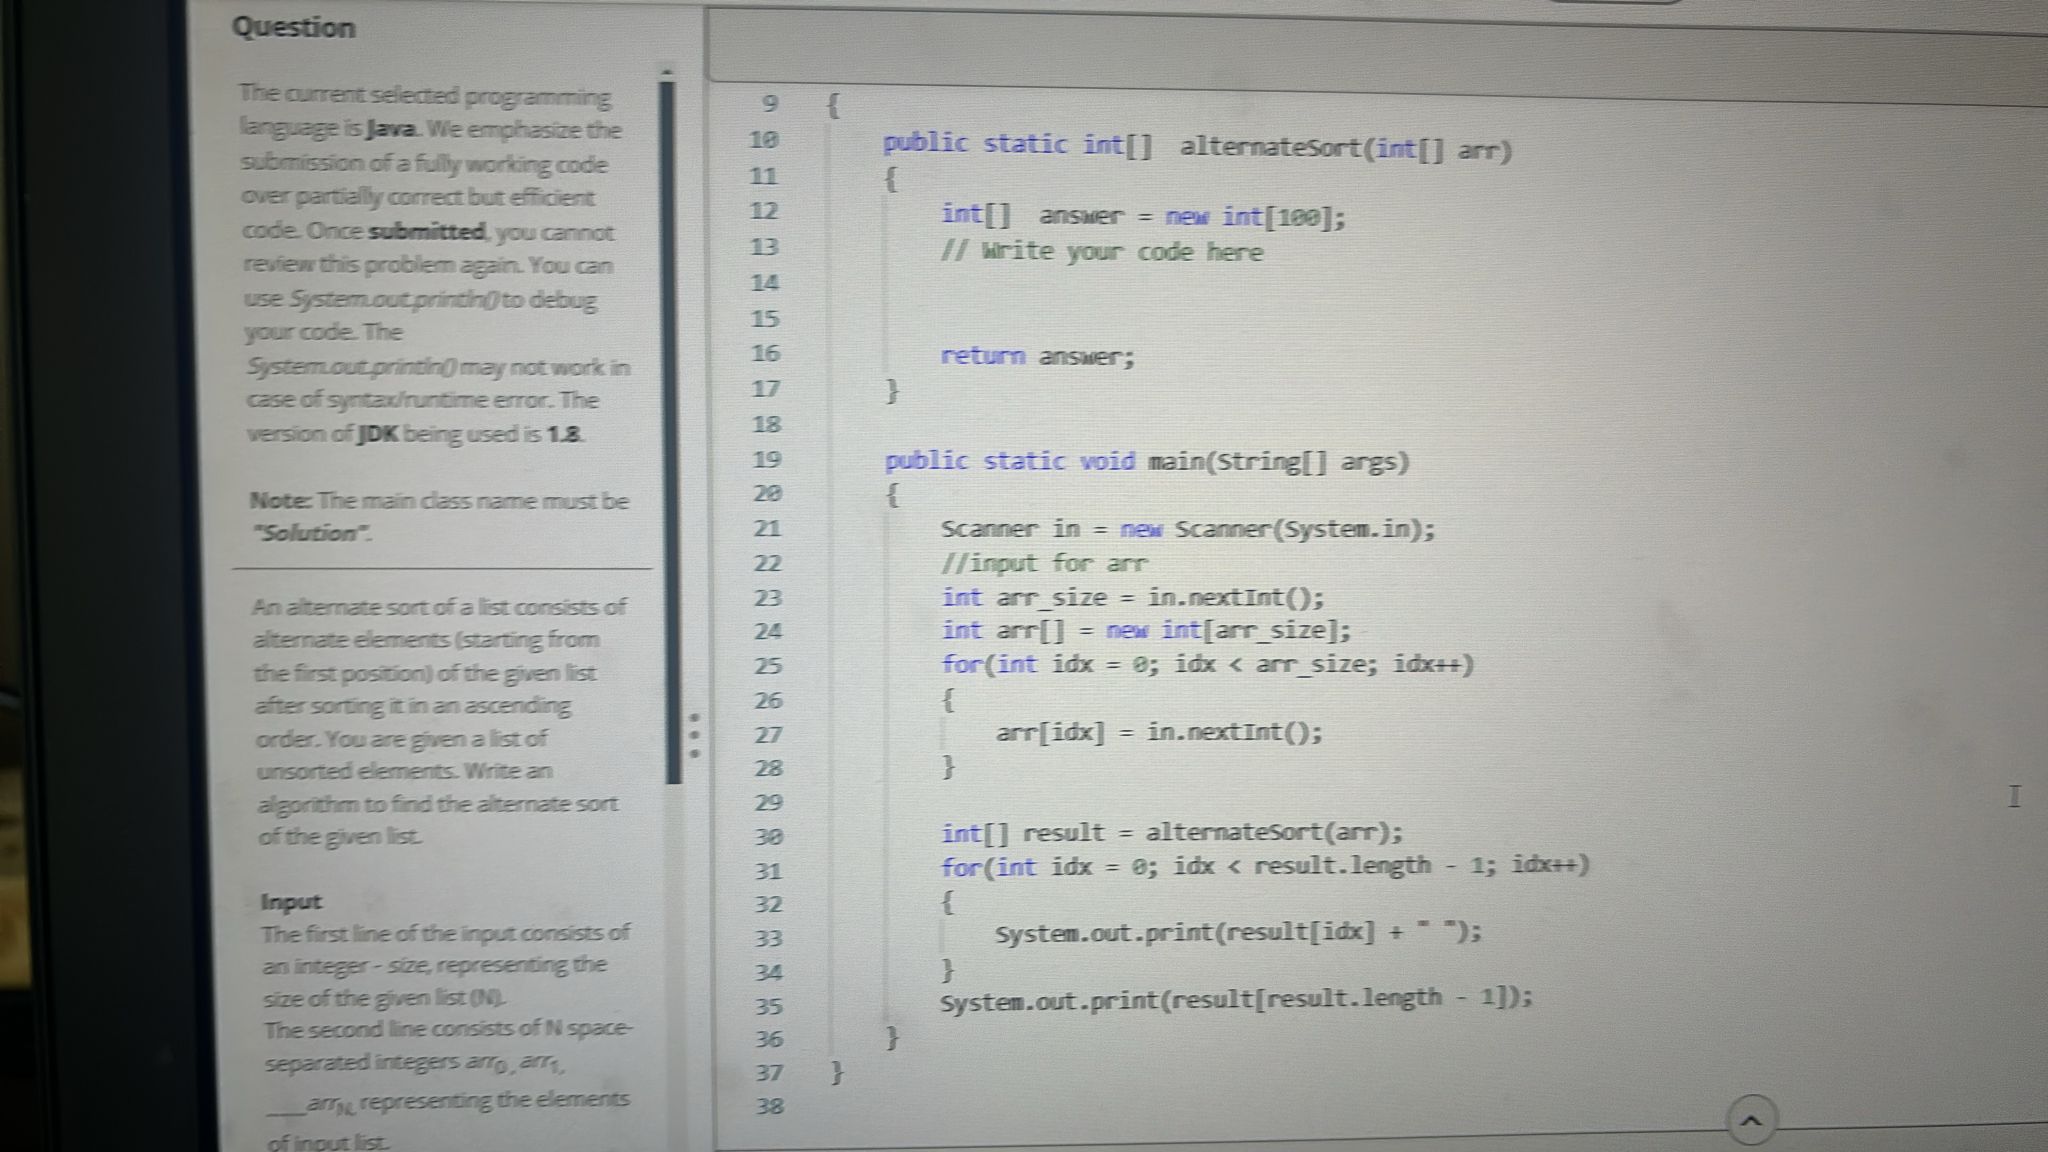 Question
The current selected programming
language is Java. We emphasize the
submission of a fully working code
over partially correct but efficient
code. Once submitted, you cannot
review this problem again. You can
use System.out.println() to debug
your code. The
System.out.println() may not work in
case of syntax/runtime error. The
version of JDK being used is 1.8.
Note: The main class name must be
"Solution".
An alternate sort of a list consists of
alternate elements (starting from
the first position) of the given list
after sorting it in an ascending
order. You are given a list of
unsorted elements. Write an
algorithm to find the alternate sort
of the given list.
Input
The first line of the input consists of
an integer - size, representing the
size of the given list (N).
The second line consists of N space-
separated integers arr0, arr1,
___arrN, representing the elements
of input list.
9 {
10 public static int[] alternateSort(int[] arr)
11 {
12 int[] answer = new int[100];
13 // Write your code here
14
15
16 return answer;
17 }
18
19 public static void main(String[] args)
20 {
21 Scanner in = new Scanner(System.in);
22 //input for arr
23 int arr_size = in.nextInt();
24 int arr[] = new int[arr_size];
25 for(int idx = 0; idx < arr_size; idx++)
26 {
27 arr[idx] = in.nextInt();
28 }
29
30 int[] result = alternateSort(arr);
31 for(int idx = 0; idx < result.length - 1; idx++)
32 {
33 System.out.print(result[idx] + " ");
34 }
35 System.out.print(result[result.length - 1]);
36 }
37 }
38